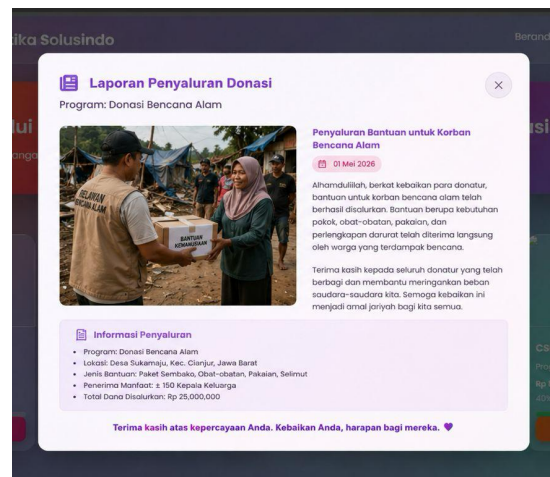 ika Solusindo
Berand
Laporan Penyaluran Donasi
Program: Donasi Bencana Alam
RELAWAN
BENCANA ALAM
BANTUAN
KEMANUSIAAN
Penyaluran Bantuan untuk Korban
Bencana Alam
01 Mei 2026
Alhamdulillah, berkat kebaikan para donatur,
bantuan untuk korban bencana alam telah
berhasil disalurkan. Bantuan berupa kebutuhan
pokok, obat-obatan, pakaian, dan
perlengkapan darurat telah diterima langsung
oleh warga yang terdampak bencana.
Terima kasih kepada seluruh donatur yang telah
berbagi dan membantu meringankan beban
saudara-saudara kita. Semoga kebaikan ini
menjadi amal jariyah bagi kita semua.
Informasi Penyaluran
• Program: Donasi Bencana Alam
• Lokasi: Desa Sukamaju, Kec. Cianjur, Jawa Barat
• Jenis Bantuan: Paket Sembako, Obat-obatan, Pakaian, Selimut
• Penerima Manfaat: ± 150 Kepala Keluarga
• Total Dana Disalurkan: Rp 25,000,000
Terima kasih atas kepercayaan Anda. Kebaikan Anda, harapan bagi mereka. 💜
lui
anga
si
CS
Pro
Rp
40%